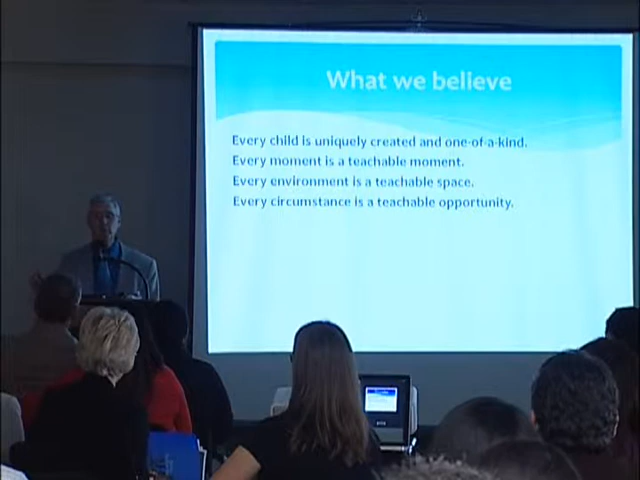 What we believe
Every child is uniquely created and one-of-a-kind.
Every moment is a teachable moment.
Every environment is a teachable space.
Every circumstance is a teachable opportunity.